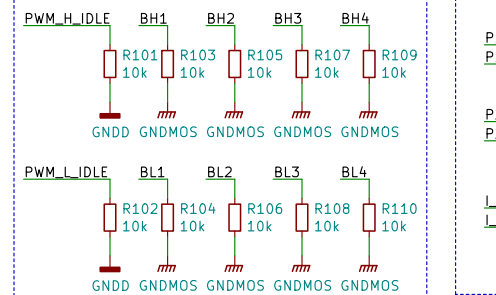 PWM_H_IDLE BH1 BH2 BH3 BH4
R101 R103 R105 R107 R109
10k 10k 10k 10k 10k
GNDD GNDMOS GNDMOS GNDMOS GNDMOS
PWM_L_IDLE BL1 BL2 BL3 BL4
R102 R104 R106 R108 R110
10k 10k 10k 10k 10k
GNDD GNDMOS GNDMOS GNDMOS GNDMOS